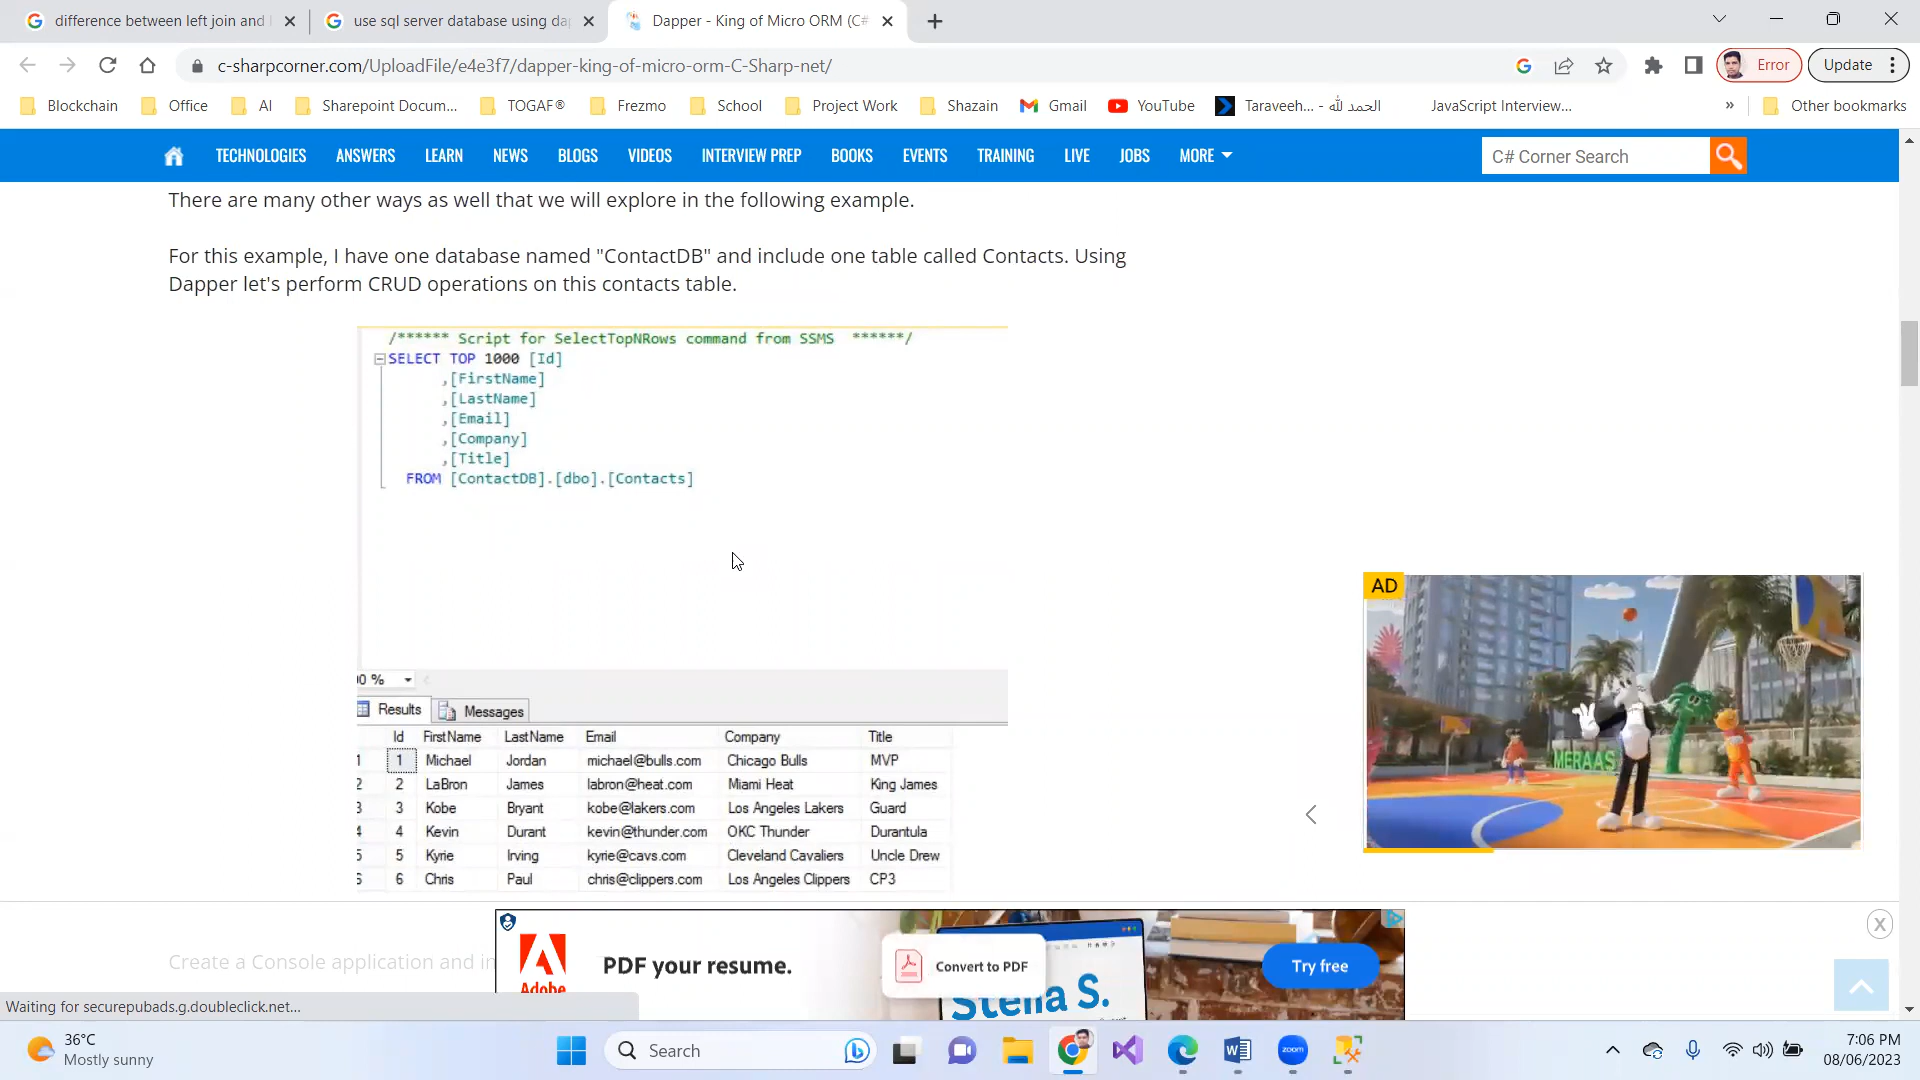 difference between left join and
use sql server database using da
Dapper - King of Micro ORM (C#
c-sharpcorner.com/UploadFile/e4e3f7/dapper-king-of-micro-orm-C-Sharp-net/
Error
Update
Blockchain
Office
AI
Sharepoint Docum...
TOGAF®
Frezmo
School
Project Work
Shazain
Gmail
YouTube
Taraveeh... - الحمد لله
JavaScript Interview...
»
Other bookmarks
TECHNOLOGIES
ANSWERS
LEARN
NEWS
BLOGS
VIDEOS
INTERVIEW PREP
BOOKS
EVENTS
TRAINING
LIVE
JOBS
MORE
C# Corner Search
There are many other ways as well that we will explore in the following example.
For this example, I have one database named "ContactDB" and include one table called Contacts. Using
Dapper let's perform CRUD operations on this contacts table.
/****** Script for SelectTopNRows command from SSMS ******/
SELECT TOP 1000 [Id]
,[FirstName]
,[LastName]
,[Email]
,[Company]
,[Title]
FROM [ContactDB].[dbo].[Contacts]
00 %
Results
Messages
Id FirstName LastName Email Company Title
1 1 Michael Jordan michael@bulls.com Chicago Bulls MVP
2 2 LaBron James labron@heat.com Miami Heat King James
3 3 Kobe Bryant kobe@lakers.com Los Angeles Lakers Guard
4 4 Kevin Durant kevin@thunder.com OKC Thunder Durantula
5 5 Kyrie Irving kyrie@cavs.com Cleveland Cavaliers Uncle Drew
6 6 Chris Paul chris@clippers.com Los Angeles Clippers CP3
AD
MERAAS
Create a Console application and in
Adobe
PDF your resume.
Convert to PDF
Stella S.
Try free
X
Waiting for securepubads.g.doubleclick.net...
36°C
Mostly sunny
Search
zoom
7:06 PM
08/06/2023